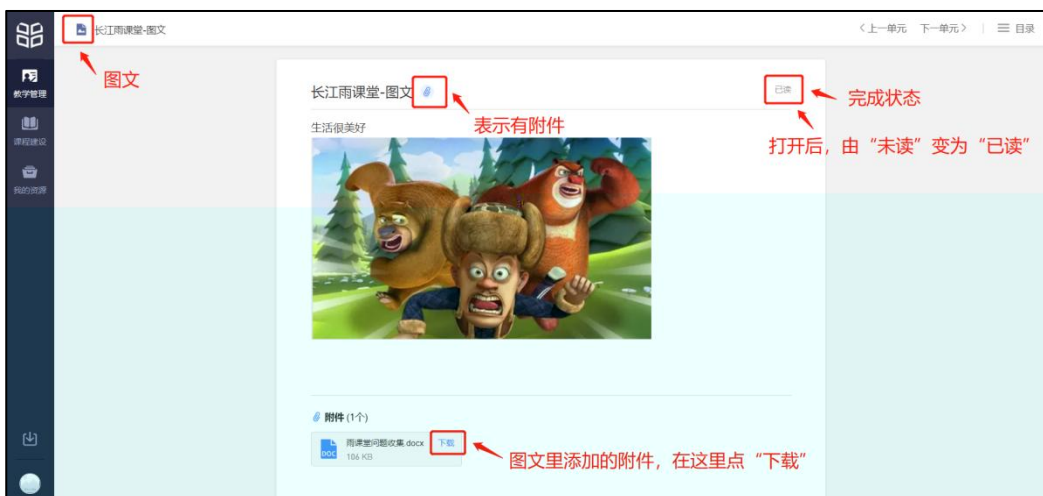 长江雨课堂-图文
〈上一单元 下一单元〉 目录
图文
教学管理
长江雨课堂-图文
已读
完成状态
表示有附件
生活很美好
打开后，由“未读”变为“已读”
课程建设
我的资源
附件(1个)
雨课堂问题收集.docx 下载
DOC
186 KB
图文里添加的附件，在这里点“下载”